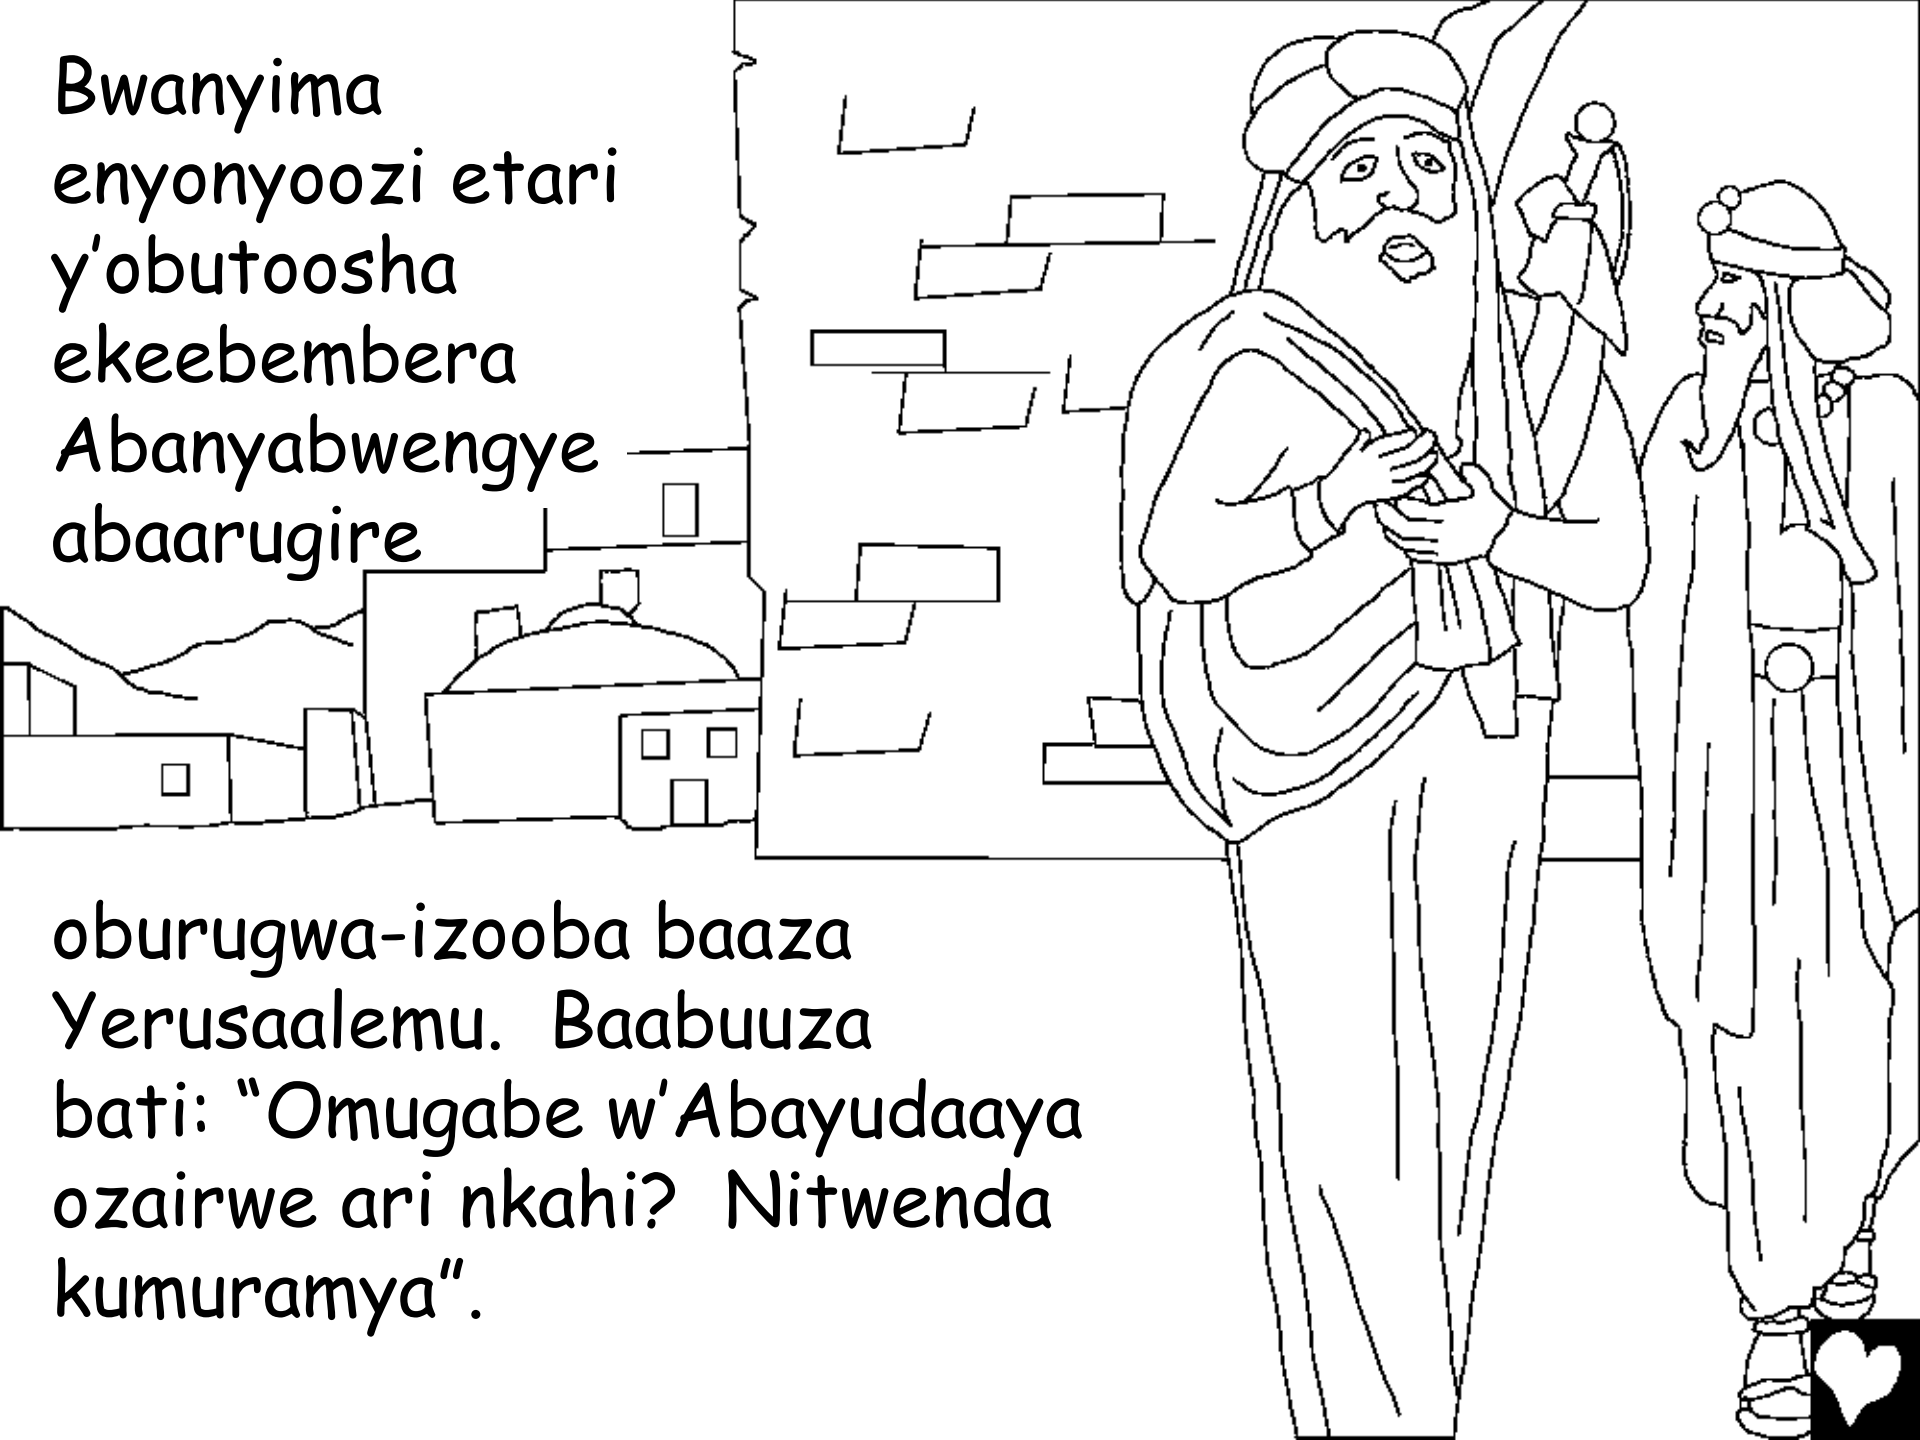 Bwanyima
enyonyoozi etari
y’obutoosha
ekeebembera
Abanyabwengye
abaarugire
oburugwa-izooba baaza
Yerusaalemu.  Baabuuza
bati: “Omugabe w’Abayudaaya
ozairwe ari nkahi?  Nitwenda
kumuramya”.